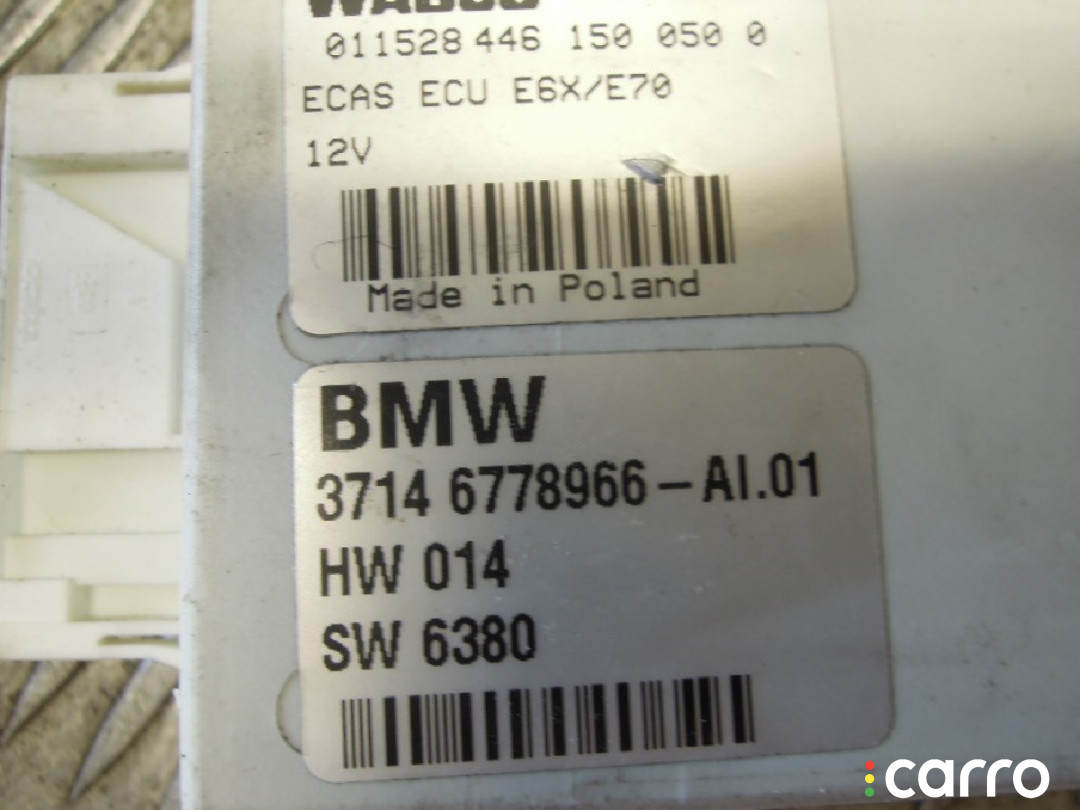 WABCO
011528 446 150 050 0
ECAS ECU E6X/E70
12V
Made in Poland
BMW
3714 6778966-AI.01
HW 014
SW 6380
carro